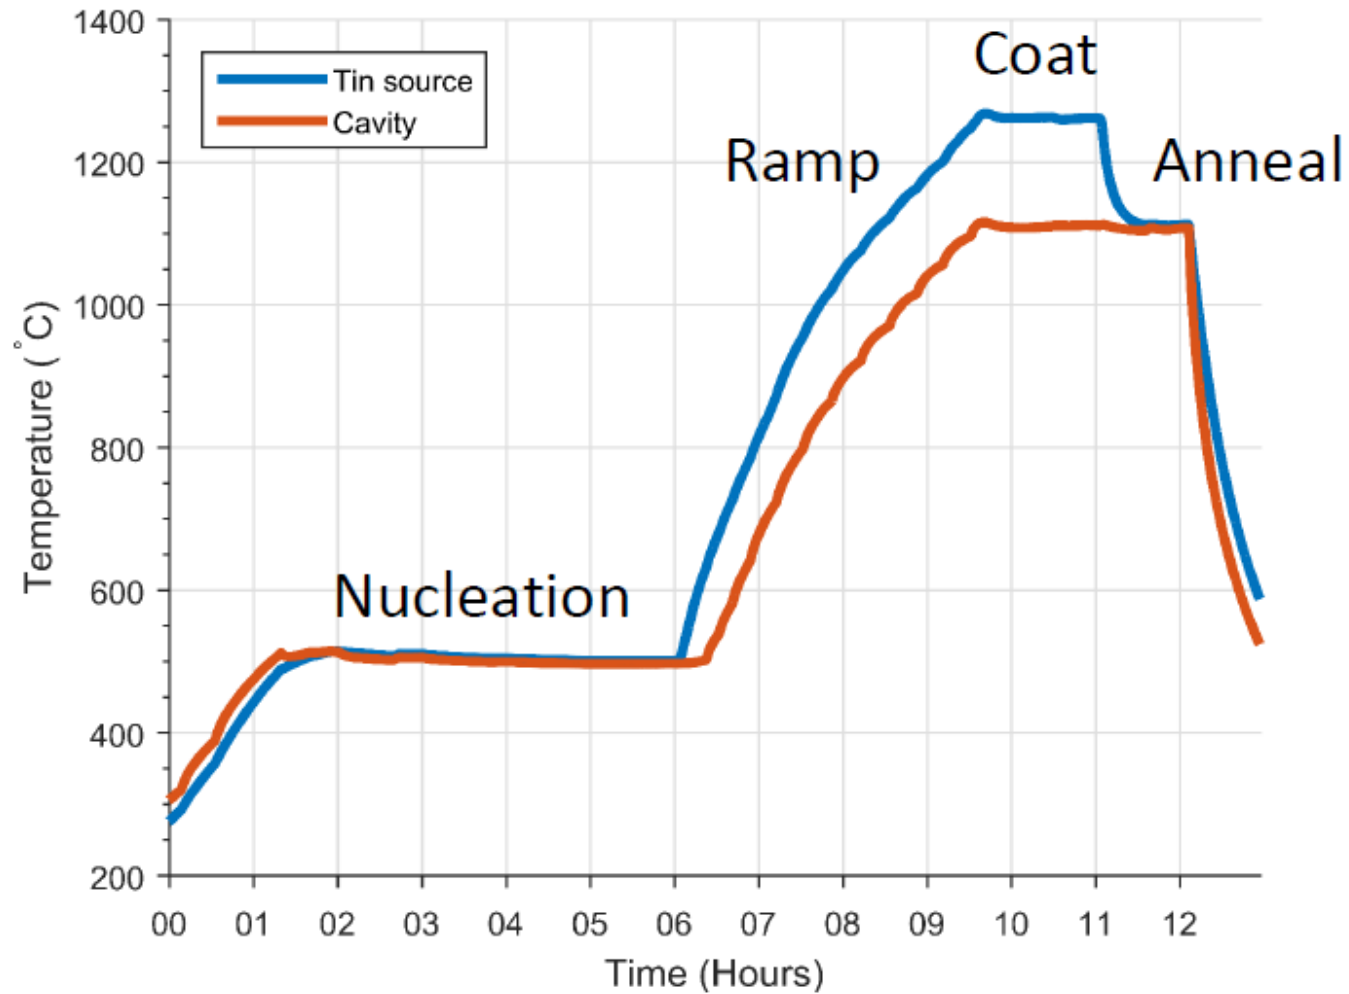 1400
Coat
Tin source
Cavity
Ramp
1200
Anneal
1000
Temperature (°C)
800
Nucleation
600
400
200
00 01 02 03 04 05 06 07 08 09 10 11 12
Time (Hours)